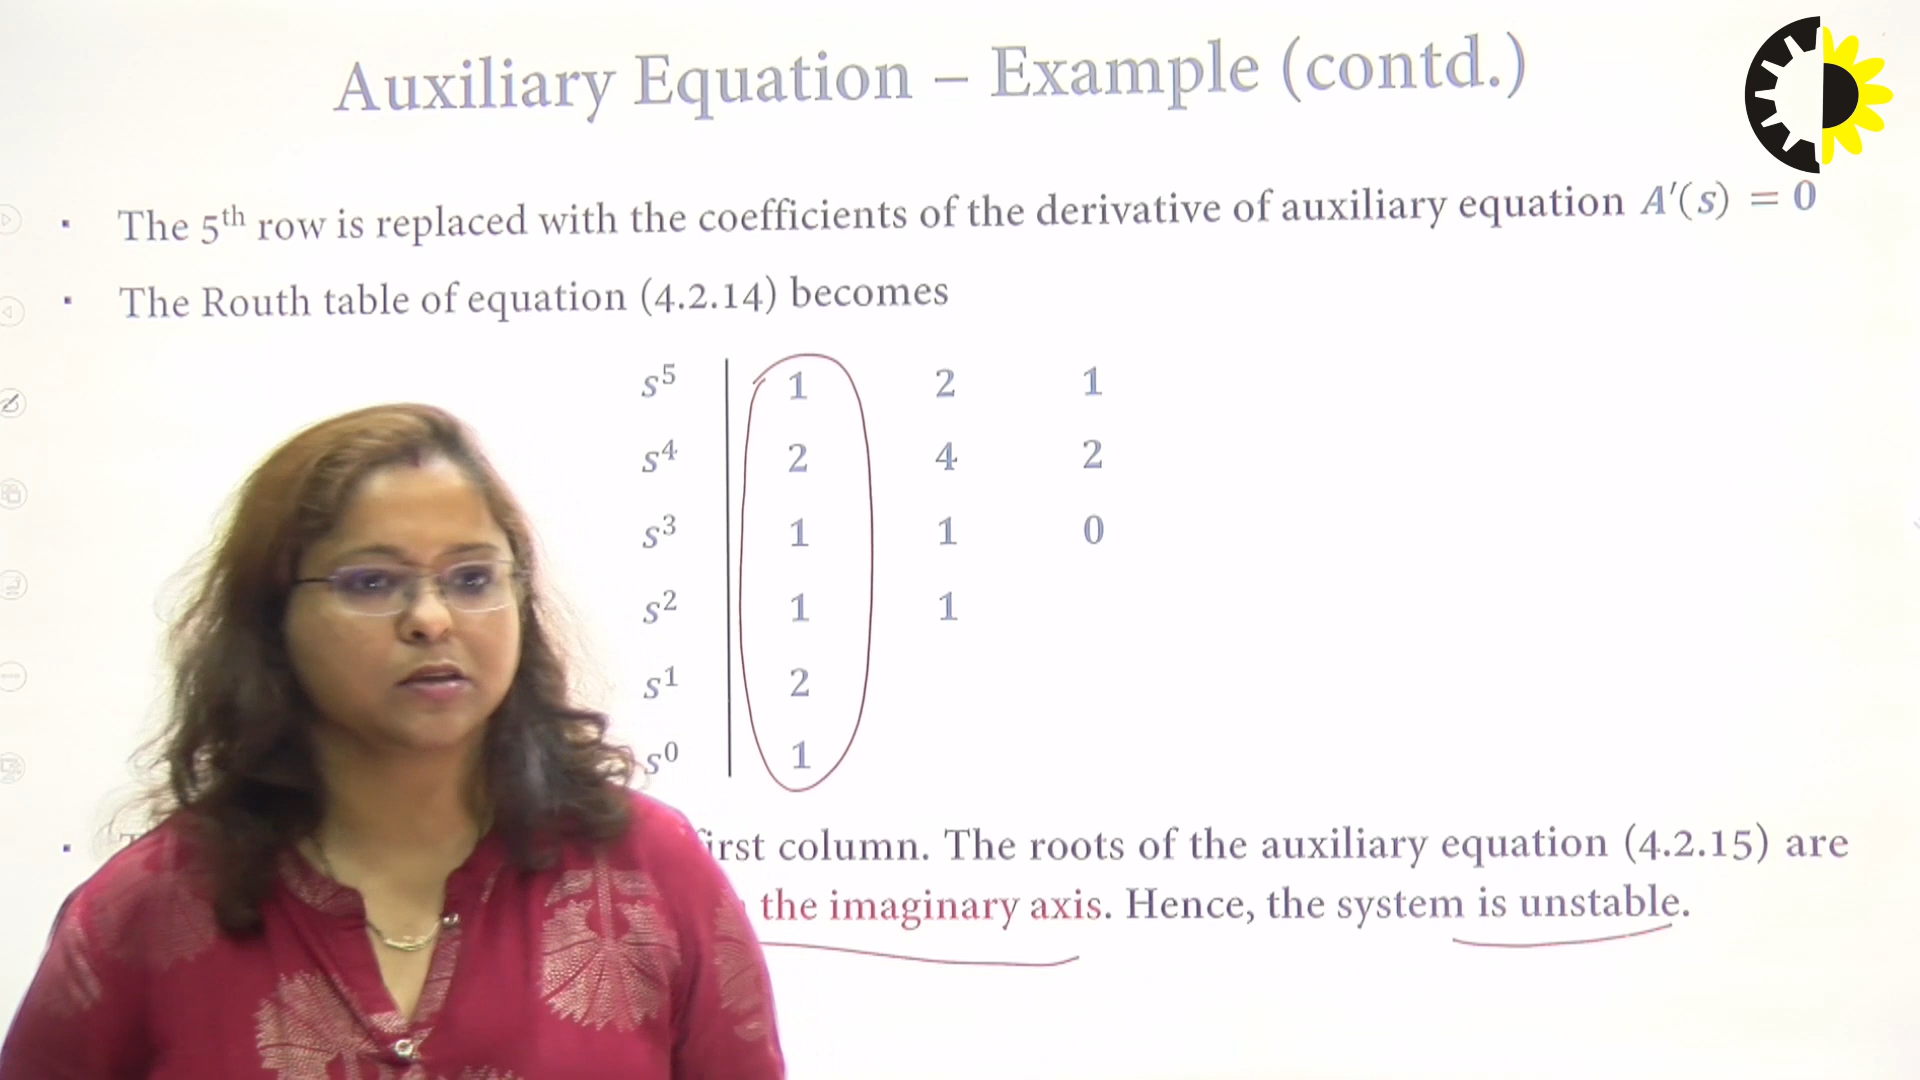 Auxiliary Equation – Example (contd.)
▪ The 5th row is replaced with the coefficients of the derivative of auxiliary equation A′(s) = 0
▪ The Routh table of equation (4.2.14) becomes
s⁵ 1 2 1
s⁴ 2 4 2
s³ 1 1 0
s² 1 1
s¹ 2
s⁰ 1
▪ first column. The roots of the auxiliary equation (4.2.15) are
the imaginary axis. Hence, the system is unstable.